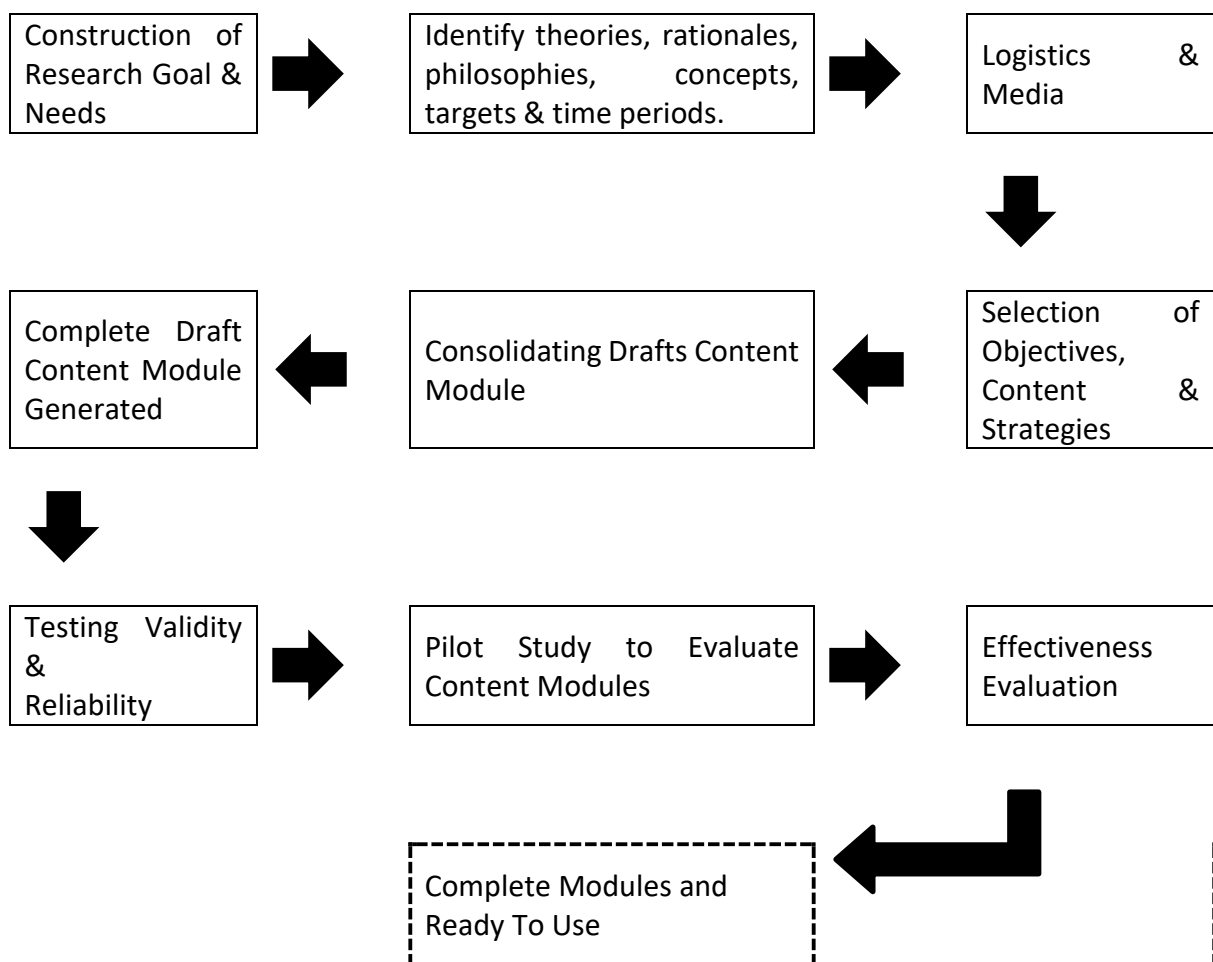 Construction of
Research Goal &
Needs
Identify theories, rationales,
philosophies, concepts,
targets & time periods.
Logistics &
Media
Selection of
Objectives,
Content &
Strategies
Consolidating Drafts Content
Module
Complete Draft
Content Module
Generated
Testing Validity
&
Reliability
Pilot Study to Evaluate
Content Modules
Effectiveness
Evaluation
Complete Modules and
Ready To Use